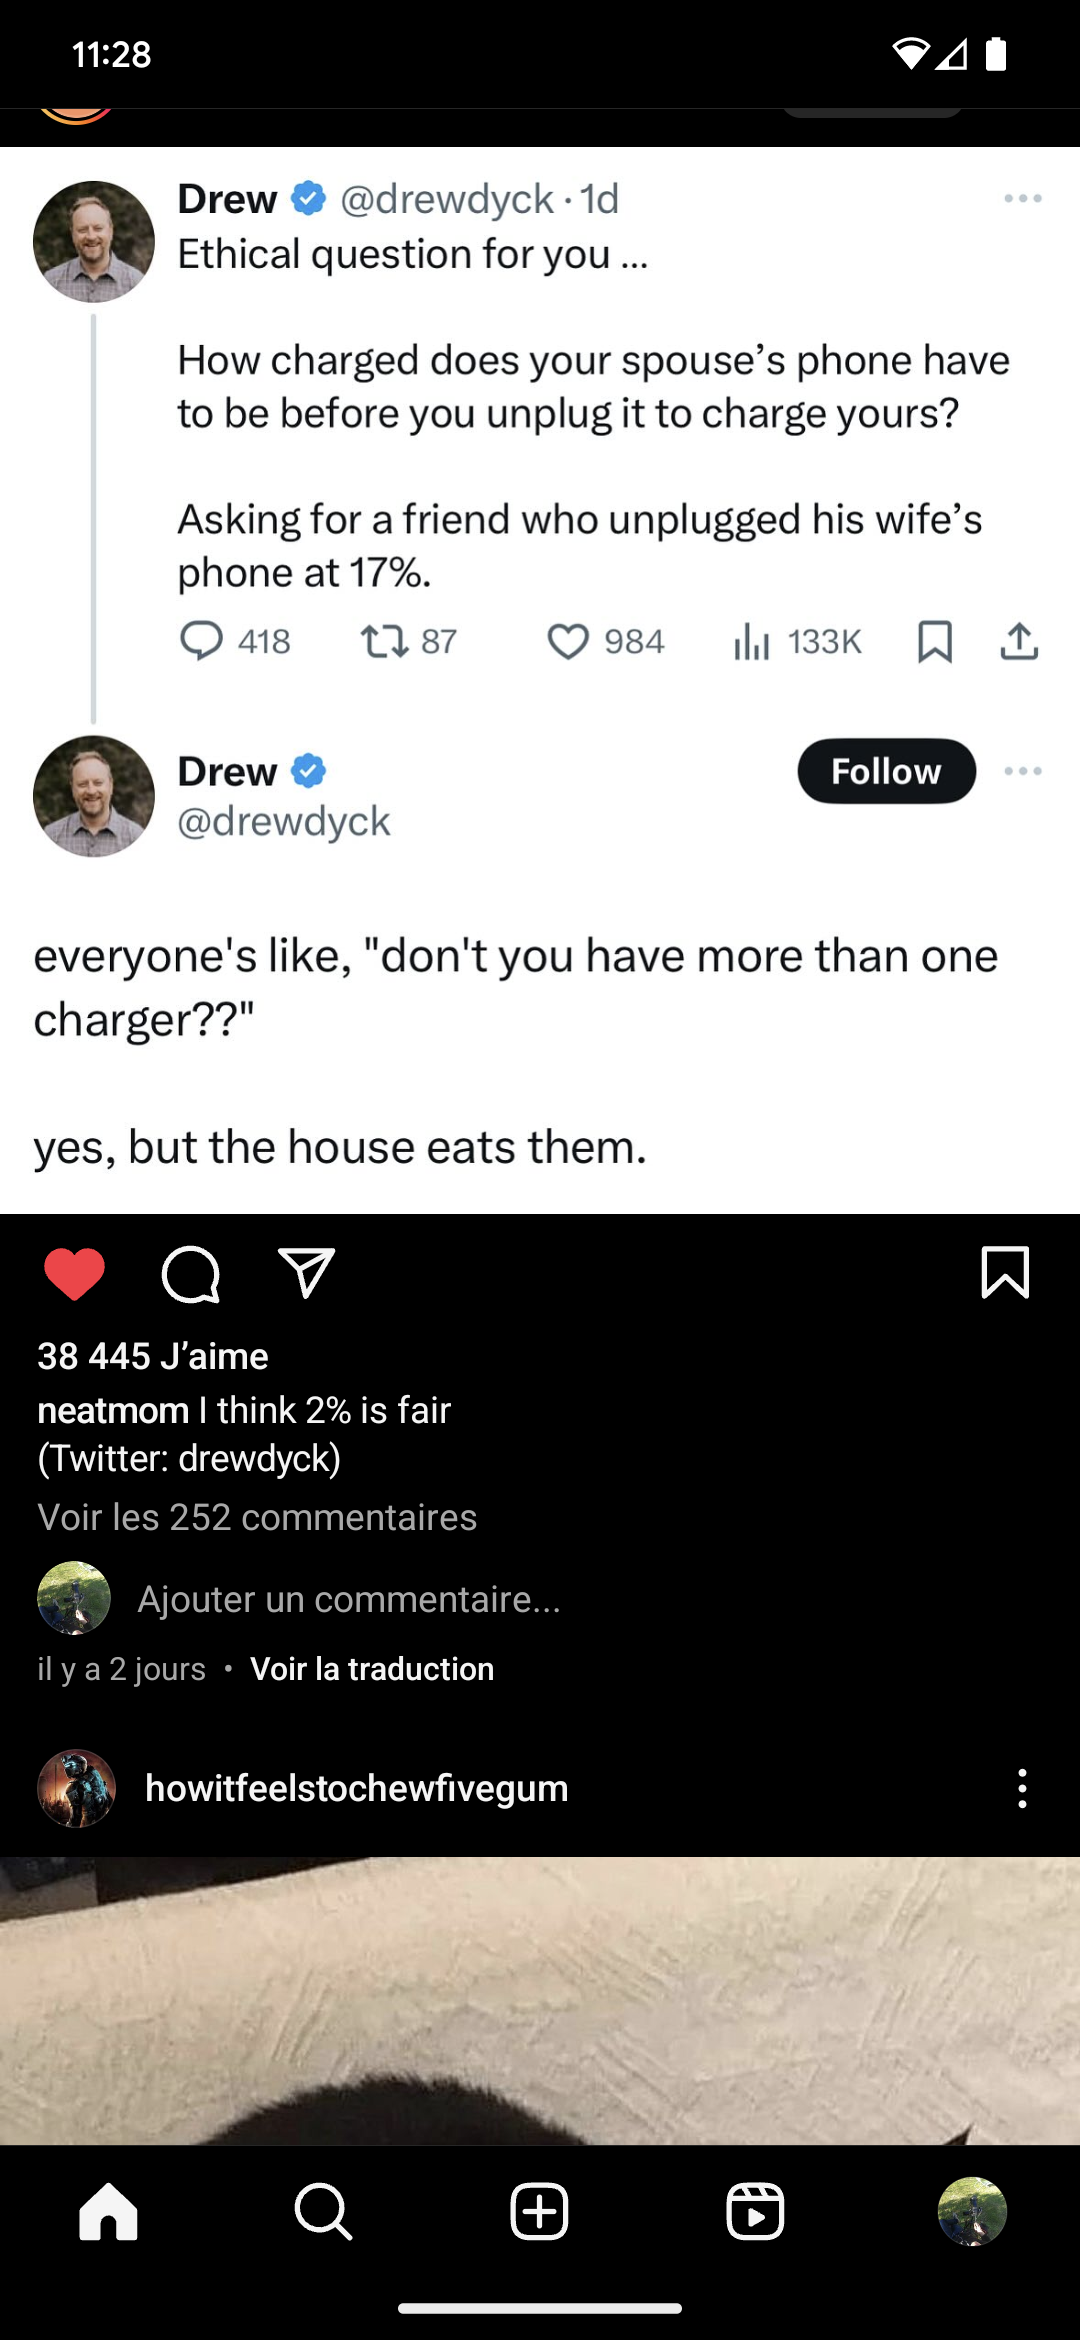 11:28
Drew @drewdyck · 1d
Ethical question for you ...
How charged does your spouse’s phone have
to be before you unplug it to charge yours?
Asking for a friend who unplugged his wife’s
phone at 17%.
418 87 984 133K
Drew
Follow
@drewdyck
everyone's like, "don't you have more than one
charger??"
yes, but the house eats them.
38 445 J’aime
neatmom I think 2% is fair
(Twitter: drewdyck)
Voir les 252 commentaires
Ajouter un commentaire...
il y a 2 jours • Voir la traduction
howitfeelstochewfivegum